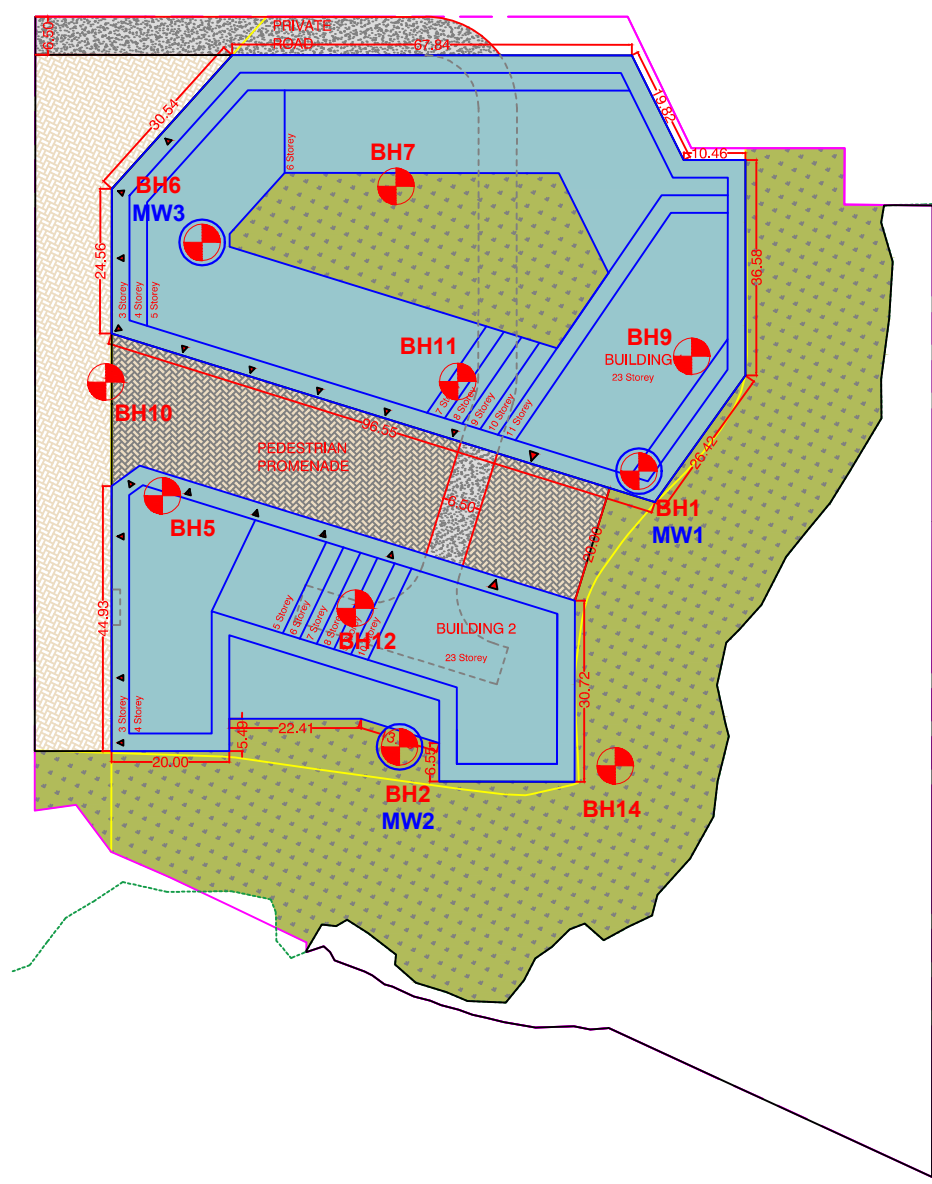 PRIVATE
ROAD
6.50
67.84
30.54
19.82
10.46
6 Storey
BH7
BH6
MW3
24.56
3 Storey
4 Storey
5 Storey
36.58
BH11
BH9
BUILDING
23 Storey
7 Sto
8 Storey
9 Storey
10 Storey
11 Storey
BH10
96.55
26.42
PEDESTRIAN
PROMENADE
BH5
6.50
BH1
MW1
20.00
44.93
5 Storey
6 Storey
7 Storey
8 Store
BH12
BUILDING 2
23 Storey
3 Storey
4 Storey
30.72
5.49
22.41
6.55
20.00
BH2
MW2
BH14